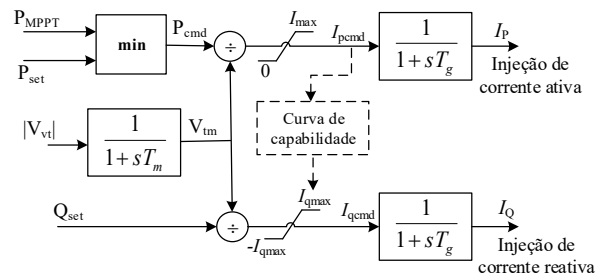 P_MPPT
P_set
min
P_cmd
÷
I_max
0
I_pcmd
1
1+sT_g
I_P
Injeção de
corrente ativa
|V_vt|
1
1+sT_m
V_tm
Curva de
capabilidade
Q_set
÷
I_qmax
-I_qmax
I_qcmd
1
1+sT_g
I_Q
Injeção de
corrente reativa